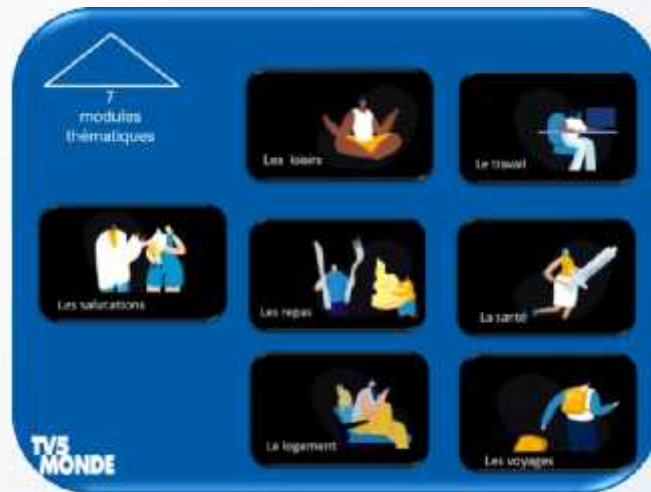 7
modules
thématiques
Les loisirs
Le travail
Les salutations
Les repas
La santé
Le logement
Les voyages
TV5
MONDE